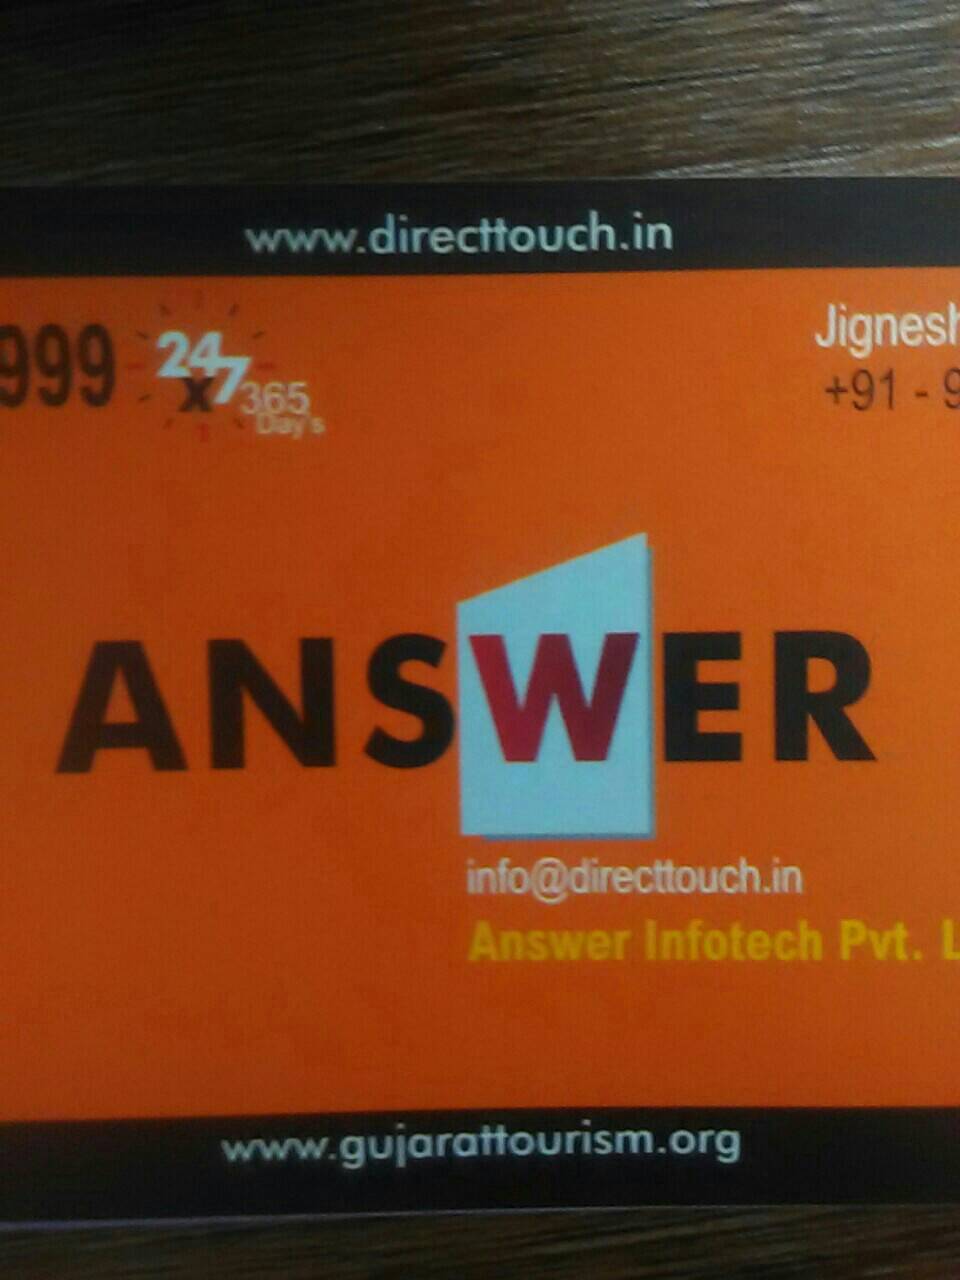 www.directtouch.in
999 24x7 365 Day's
Jignesh
+91 - 9
ANSWER
info@directtouch.in
Answer Infotech Pvt. L
www.gujarattourism.org